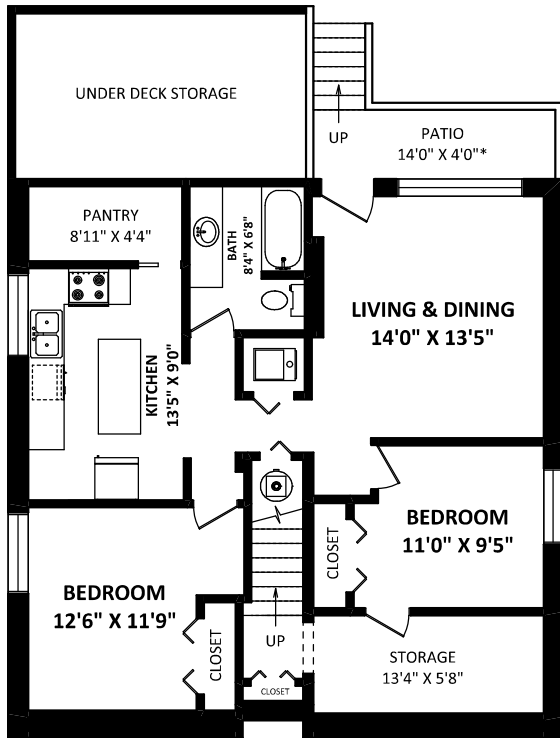 UNDER DECK STORAGE
UP
PATIO
14'0" X 4'0"*
PANTRY
8'11" X 4'4"
BATH
8'4" X 6'8"
LIVING & DINING
14'0" X 13'5"
KITCHEN
13'5" X 9'0"
BEDROOM
11'0" X 9'5"
CLOSET
BEDROOM
12'6" X 11'9"
CLOSET
UP
CLOSET
STORAGE
13'4" X 5'8"